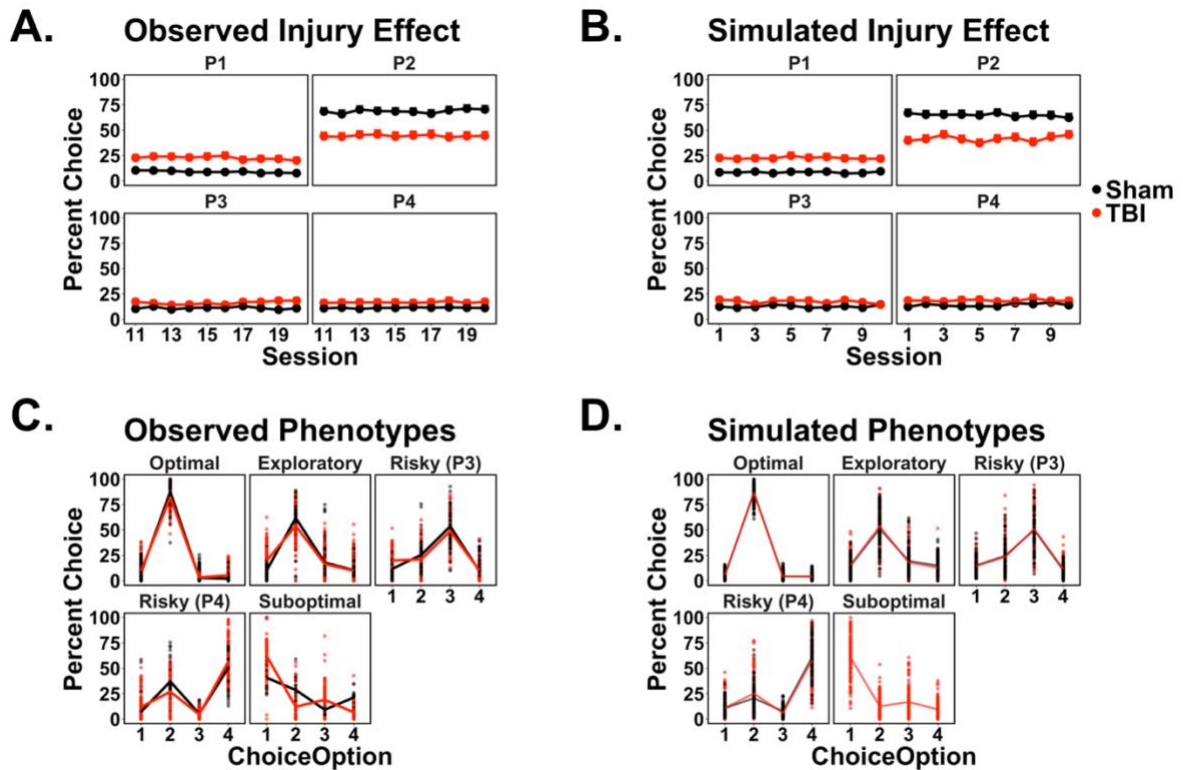 A. Observed Injury Effect
P1 P2
100
75
50
25
0
P3 P4
100
75
50
25
0
11 13 15 17 19 11 13 15 17 19
Percent Choice
Session
B. Simulated Injury Effect
P1 P2
100
75
50
25
0
P3 P4
100
75
50
25
0
1 3 5 7 9 1 3 5 7 9
Percent Choice
Session
Sham
TBI
C. Observed Phenotypes
Optimal Exploratory Risky (P3)
100
75
50
25
0
1 2 3 4
Risky (P4) Suboptimal
100
75
50
25
0
1 2 3 4 1 2 3 4
Percent Choice
ChoiceOption
D. Simulated Phenotypes
Optimal Exploratory Risky (P3)
100
75
50
25
0
1 2 3 4
Risky (P4) Suboptimal
100
75
50
25
0
1 2 3 4 1 2 3 4
Percent Choice
ChoiceOption